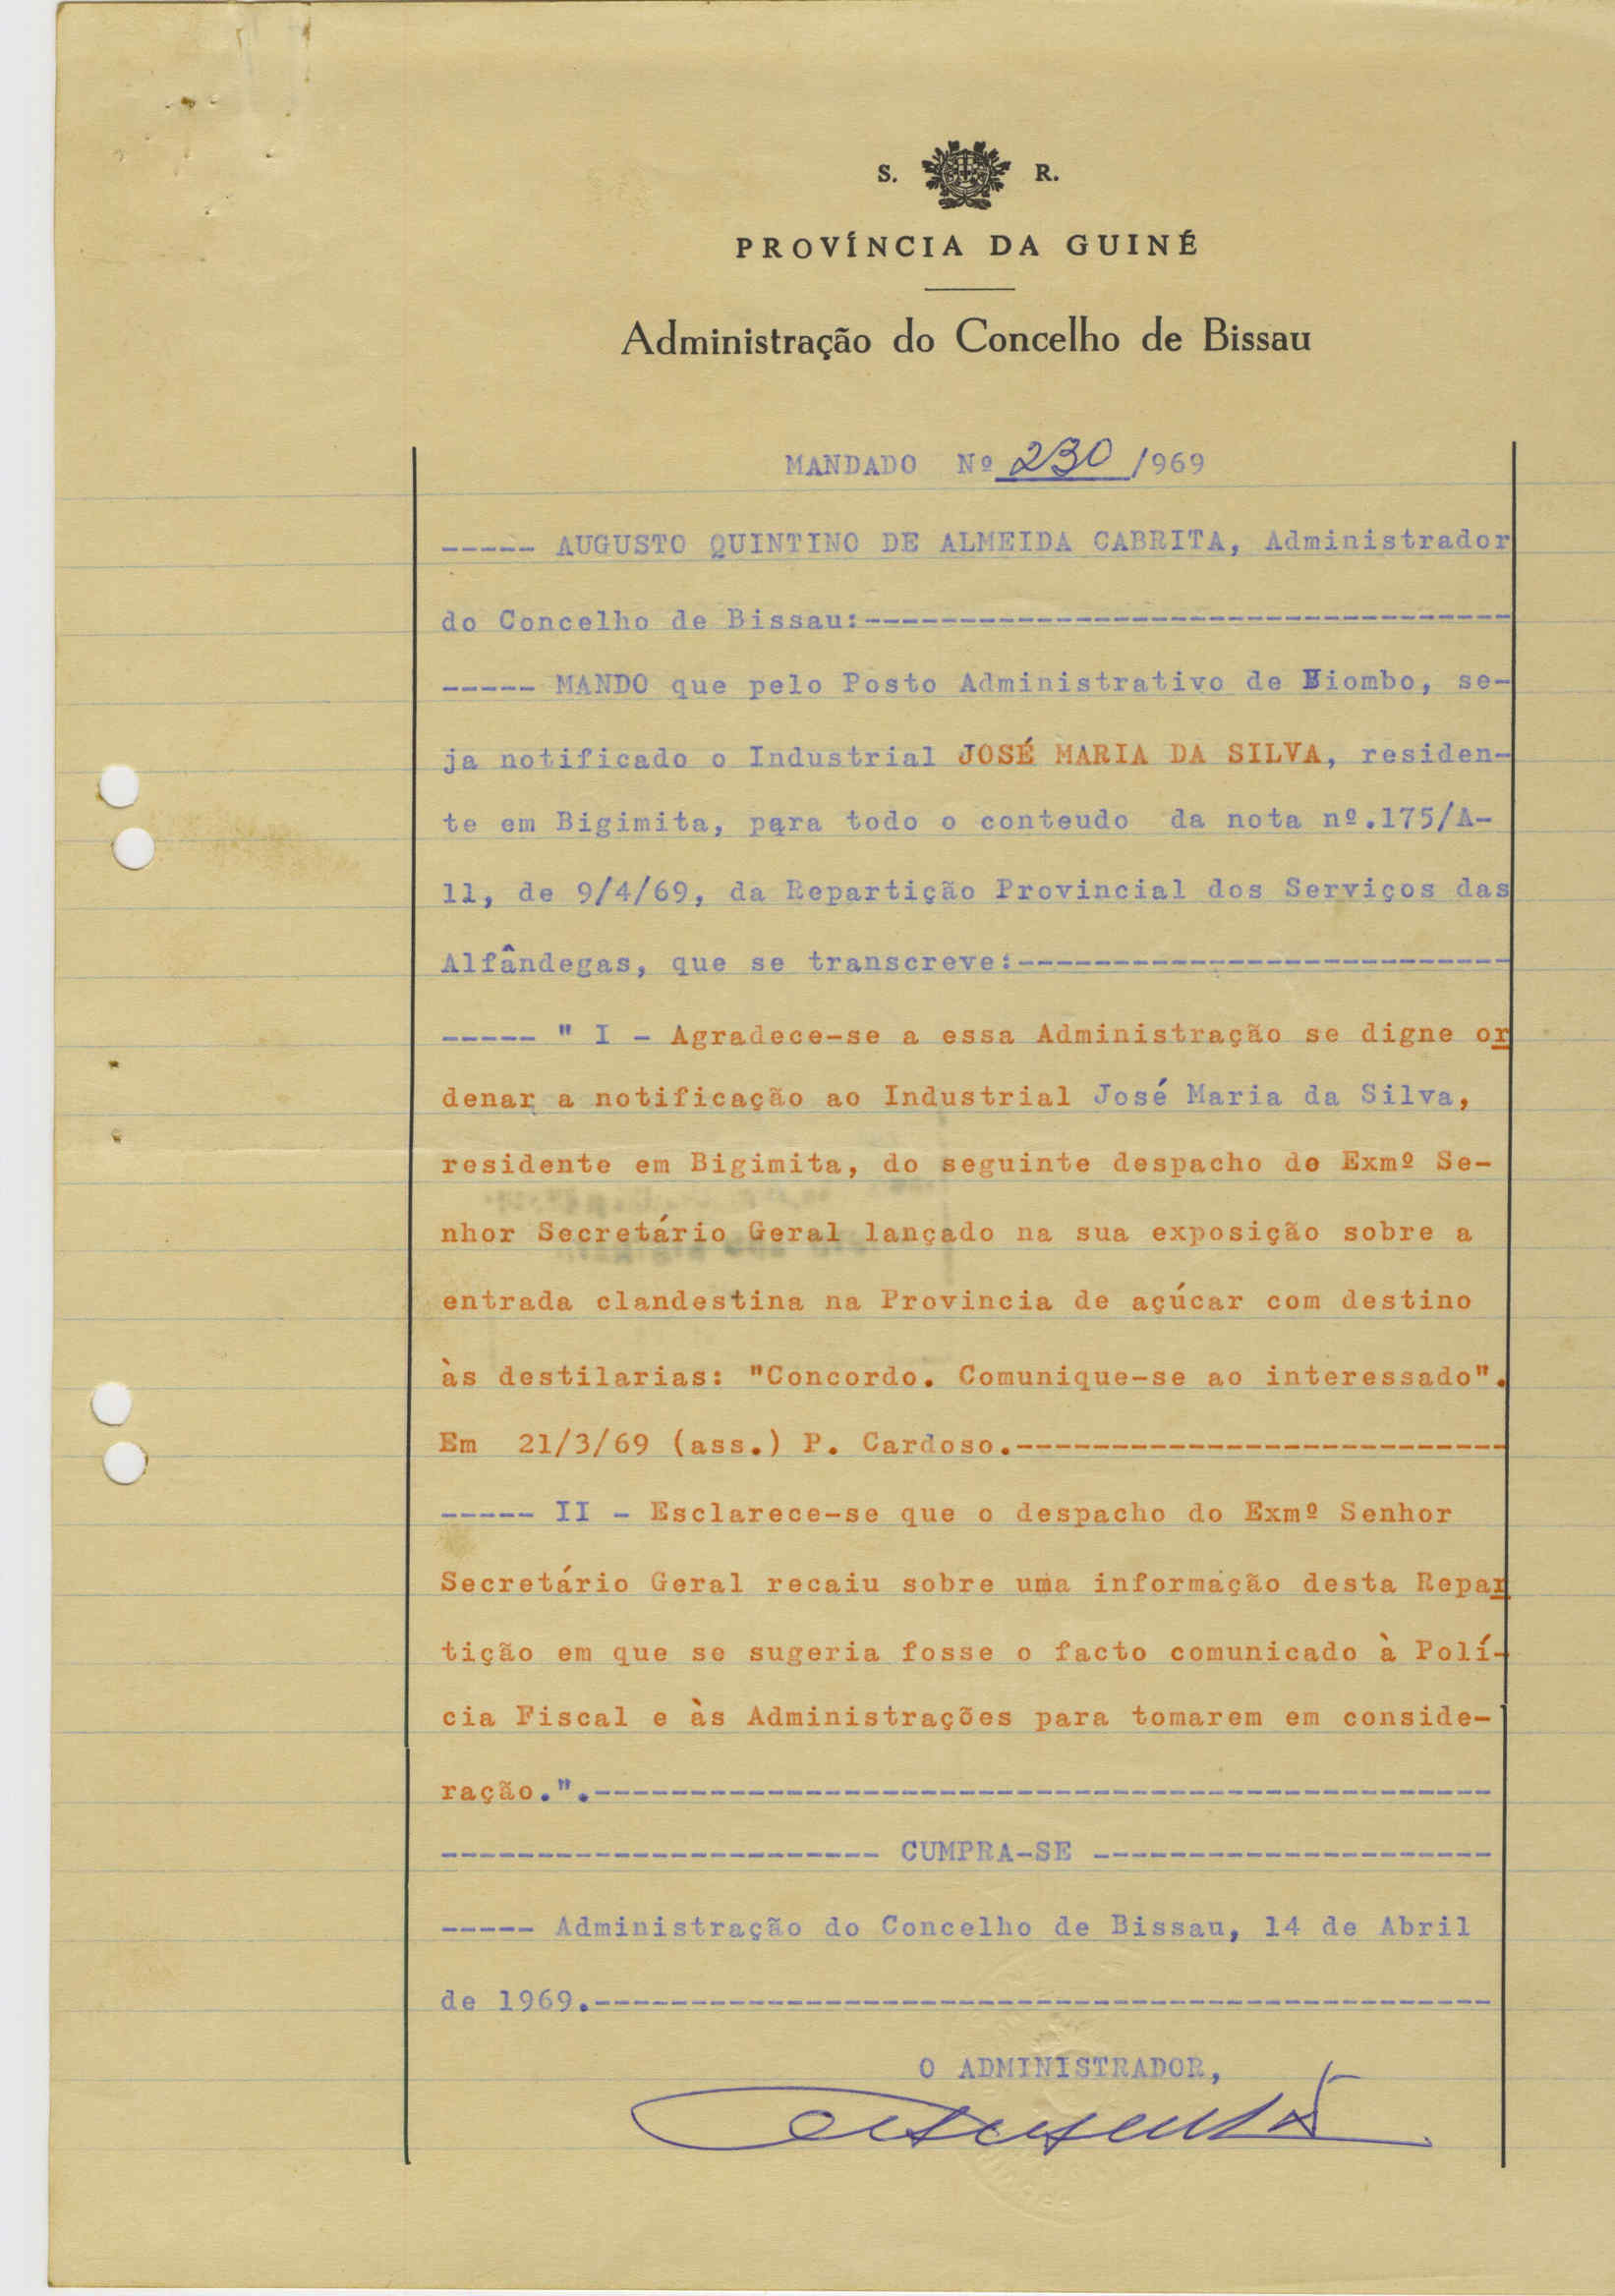 S. R.
PROVÍNCIA DA GUINÉ
Administração do Concelho de Bissau
MANDADO Nº 230/1969
----- AUGUSTO QUINTINO DE ALMEIDA CABRITA, Administrador
do Concelho de Bissau:----------------------------------
----- MANDO que pelo Posto Administrativo de Biombo, se-
ja notificado o Industrial JOSÉ MARIA DA SILVA, residen-
te em Bigimita, para todo o conteudo da nota nº.175/A-
11, de 9/4/69, da Repartição Provincial dos Serviços das
Alfândegas, que se transcreve:--------------------------
----- " I - Agradece-se a essa Administração se digne or
denar a notificação ao Industrial José Maria da Silva,
residente em Bigimita, do seguinte despacho do Exmº Se-
nhor Secretário Geral lançado na sua exposição sobre a
entrada clandestina na Provincia de açúcar com destino
às destilarias: "Concordo. Comunique-se ao interessado".
Em 21/3/69 (ass.) P. Cardoso.--------------------------
----- II - Esclarece-se que o despacho do Exmº Senhor
Secretário Geral recaiu sobre uma informação desta Repar
tição em que se sugeria fosse o facto comunicado à Polí-
cia Fiscal e às Administrações para tomarem em conside-
ração.".-----------------------------------------------
----------------------- CUMPRA-SE ---------------------
----- Administração do Concelho de Bissau, 14 de Abril
de 1969.-----------------------------------------------
O ADMINISTRADOR,